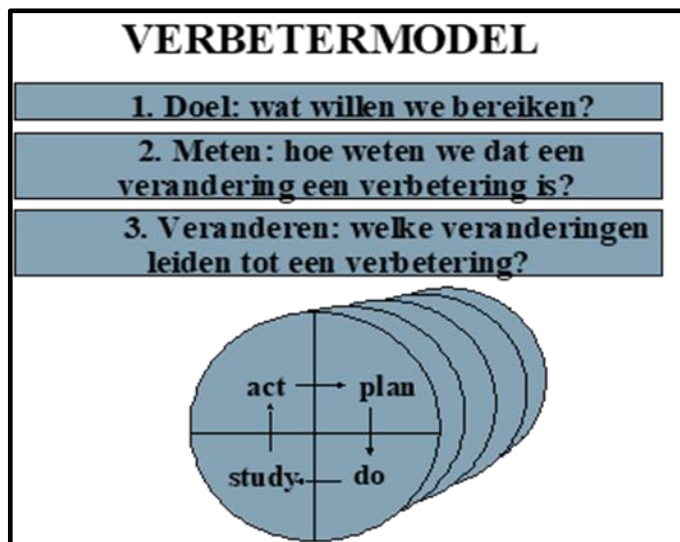 VERBETERMODEL
1. Doel: wat willen we bereiken?
2. Meten: hoe weten we dat een
verandering een verbetering is?
3. Veranderen: welke veranderingen
leiden tot een verbetering?
act plan
study do